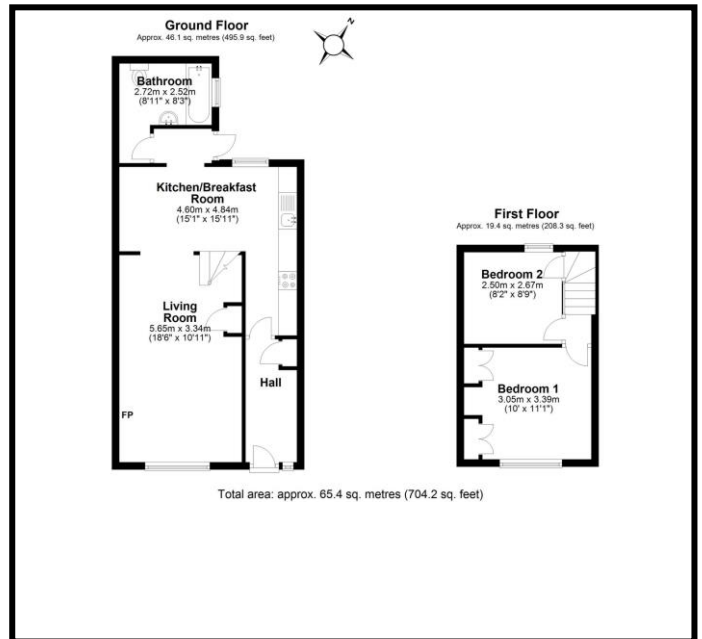 Ground Floor
Approx. 46.1 sq. metres (495.9 sq. feet)
N
Bathroom
2.72m x 2.52m
(8'11" x 8'3")
Kitchen/Breakfast
Room
4.60m x 4.84m
(15'1" x 15'11")
Living
Room
5.65m x 3.34m
(18'6" x 10'11")
Hall
FP
First Floor
Approx. 19.4 sq. metres (208.3 sq. feet)
Bedroom 2
2.50m x 2.67m
(8'2" x 8'9")
Bedroom 1
3.05m x 3.39m
(10' x 11'1")
Total area: approx. 65.4 sq. metres (704.2 sq. feet)